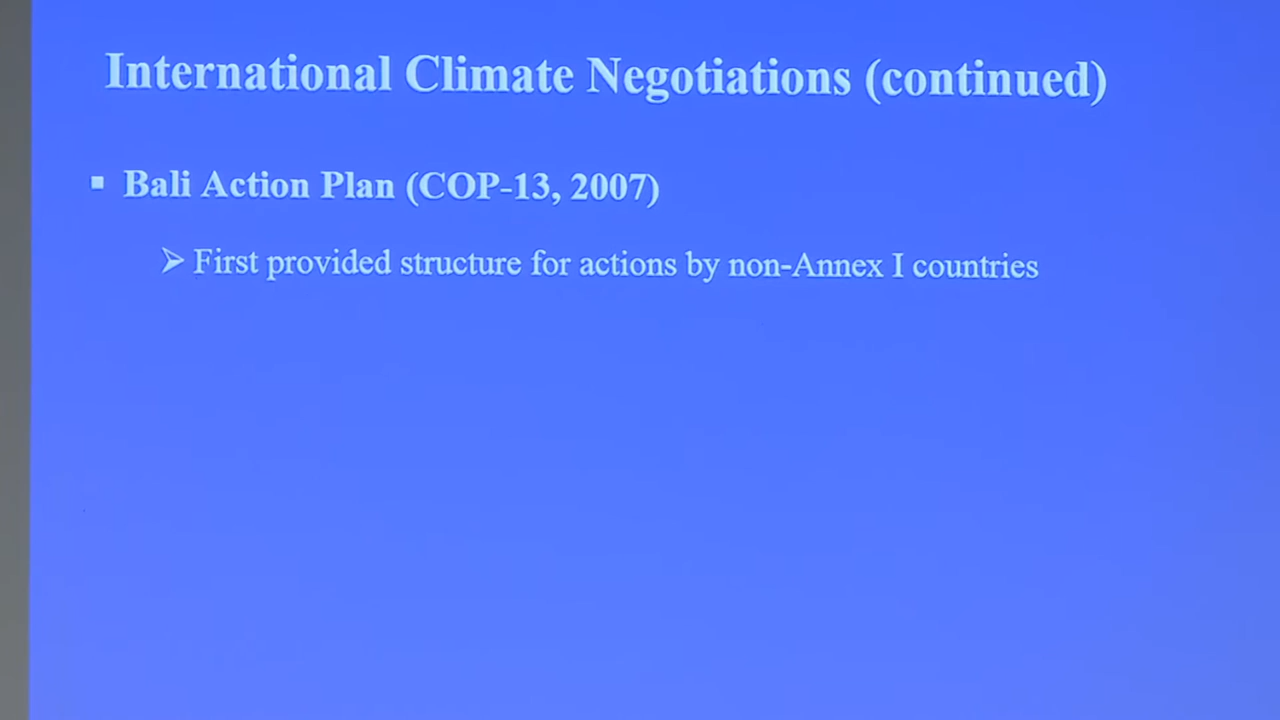 International Climate Negotiations (continued)
▪ Bali Action Plan (COP-13, 2007)
➢ First provided structure for actions by non-Annex I countries